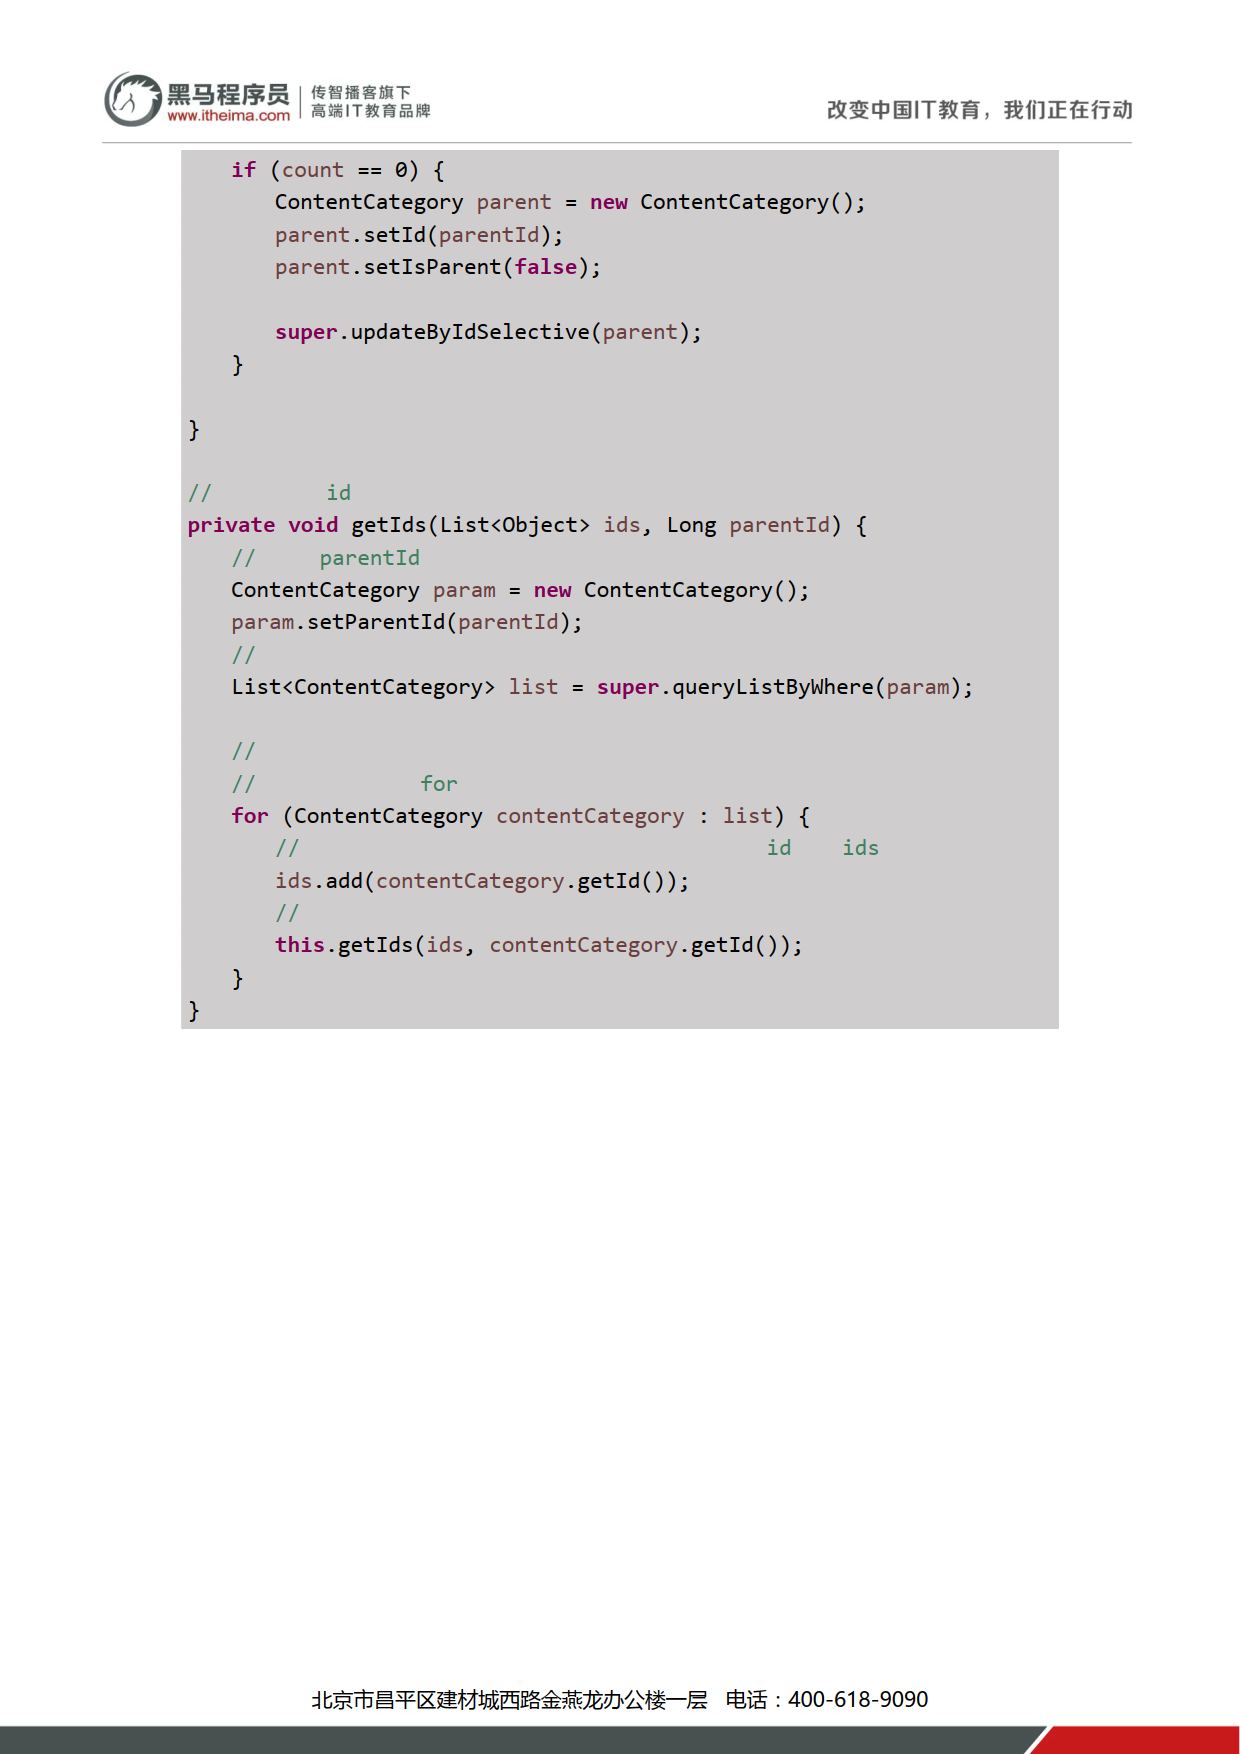 黑马程序员
www.itheima.com
传智播客旗下
高端IT教育品牌
改变中国IT教育，我们正在行动
if (count == 0) {
ContentCategory parent = new ContentCategory();
parent.setId(parentId);
parent.setIsParent(false);
super.updateByIdSelective(parent);
}
}
// id
private void getIds(List<Object> ids, Long parentId) {
// parentId
ContentCategory param = new ContentCategory();
param.setParentId(parentId);
//
List<ContentCategory> list = super.queryListByWhere(param);
//
// for
for (ContentCategory contentCategory : list) {
// id ids
ids.add(contentCategory.getId());
//
this.getIds(ids, contentCategory.getId());
}
}
北京市昌平区建材城西路金燕龙办公楼一层 电话：400-618-9090